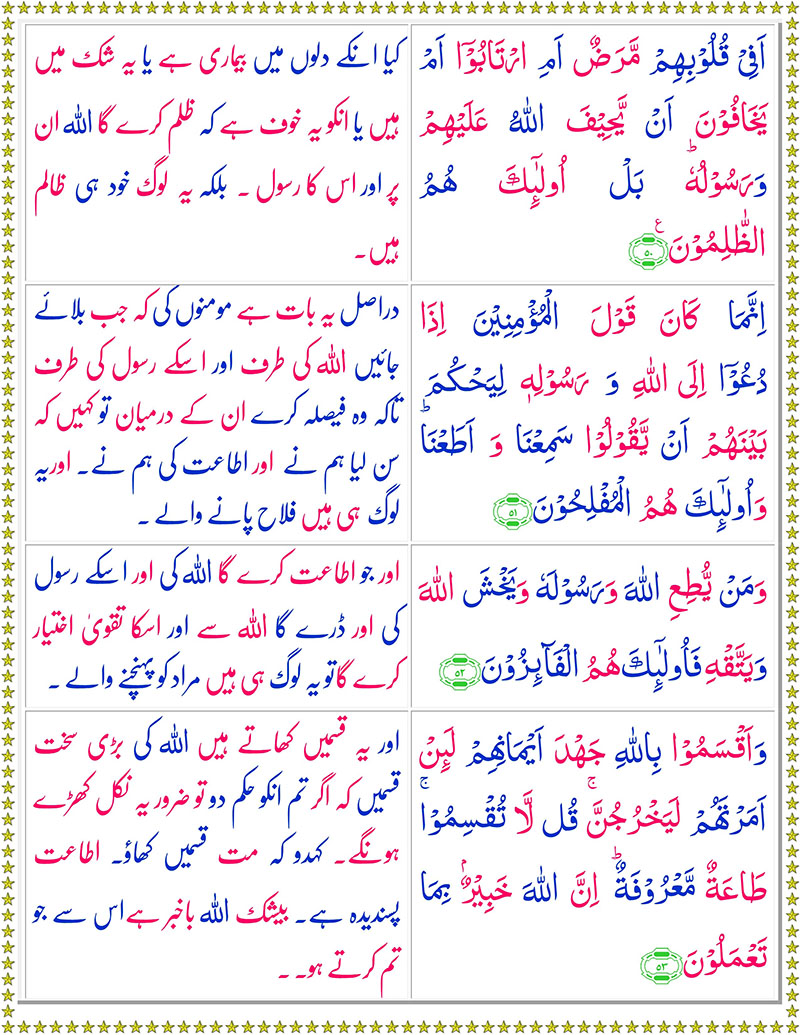 اَفِىۡ قُلُوۡبِهِمۡ مَّرَضٌ اَمِ ارۡتَابُوۡۤا اَمۡ
يَخَافُوۡنَ اَنۡ يَّحِيۡفَ اللّٰهُ عَلَيۡهِمۡ
وَرَسُوۡلُهٗ‌ؕ بَلۡ اُولٰٓٮِٕكَ هُمُ
الظّٰلِمُوۡنَ ۵۰
کیا انکے دلوں میں بیماری ہے یا یہ شک میں
ہیں یا انکو یہ خوف ہے کہ ظلم کرے گا اللہ ان
پر اور اس کا رسول ۔ بلکہ یہ لوگ خود ہی ظالم
ہیں۔
اِنَّمَا كَانَ قَوۡلَ الۡمُؤۡمِنِيۡنَ اِذَا
دُعُوۡۤا اِلَى اللّٰهِ وَ رَسُوۡلِهٖ لِيَحۡكُمَ
بَيۡنَهُمۡ اَنۡ يَّقُوۡلُوۡا سَمِعۡنَا وَ اَطَعۡنَا‌ؕ
وَاُولٰٓٮِٕكَ هُمُ الۡمُفۡلِحُوۡنَ ۵۱
دراصل یہ بات ہے مومنوں کی کہ جب بلائے
جائیں اللہ کی طرف اور اسکے رسول کی طرف
تاکہ وہ فیصلہ کرے ان کے درمیان تو کہیں کہ
سن لیا ہم نے اور اطاعت کی ہم نے۔ اور یہ
لوگ ہی ہیں فلاح پانے والے ۔
وَمَنۡ يُّطِعِ اللّٰهَ وَرَسُوۡلَهٗ وَيَخۡشَ اللّٰهَ
وَيَتَّقۡهِ فَاُولٰٓٮِٕكَ هُمُ الۡفَآٮِٕزُوۡنَ ۵۲
اور جو اطاعت کرے گا اللہ کی اور اسکے رسول
کی اور ڈرے گا اللہ سے اور اسکا تقویٰ اختیار
کرے گا تو یہ لوگ ہی ہیں مراد کو پہنچنے والے ۔
وَاَقۡسَمُوۡا بِاللّٰهِ جَهۡدَ اَيۡمَانِهِمۡ لَٮِٕنۡ
اَمَرۡتَهُمۡ لَيَخۡرُجُنَّ‌ۚ قُل لَّا تُقۡسِمُوۡا‌ۚ
طَاعَةٌ مَّعۡرُوۡفَةٌ‌ؕ اِنَّ اللّٰهَ خَبِيۡرٌۢ بِمَا
تَعۡمَلُوۡنَ ۵۳
اور یہ قسمیں کھاتے ہیں اللہ کی بڑی سخت
قسمیں کہ اگر تم انکو حکم دو تو ضرور یہ نکل کھڑے
ہونگے۔ کہدو کہ مت قسمیں کھاؤ۔ اطاعت
پسندیدہ ہے۔ بیشک اللہ باخبر ہے اس سے جو
تم کرتے ہو۔ ۔